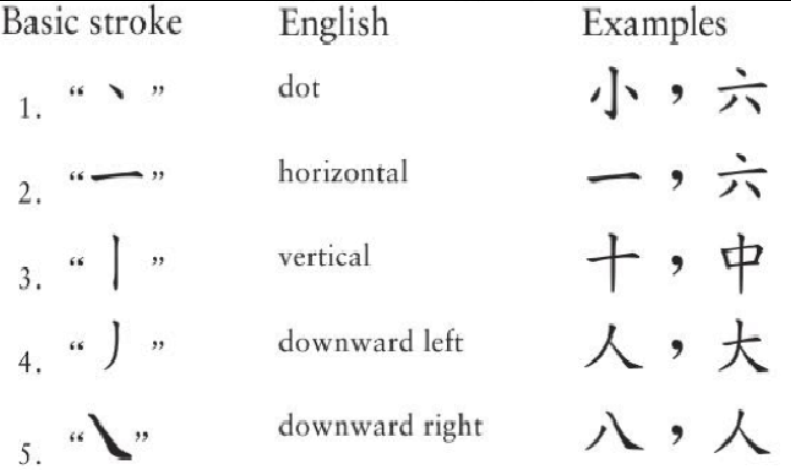 Basic stroke English Examples
1. “丶” dot 小，六
2. “一” horizontal 一，六
3. “丨” vertical 十，中
4. “丿” downward left 人，大
5. “㇏” downward right 八，人